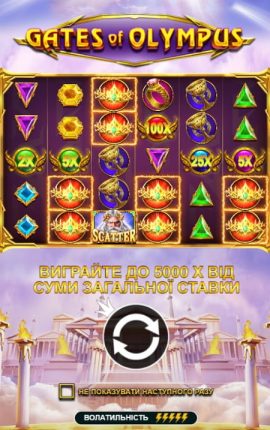 GATES of OLYMPUS
100X
2X 5X 25X 5X
SCATTER
ВИГРАЙТЕ ДО 5000 X ВІД
СУМИ ЗАГАЛЬНОЇ СТАВКИ
НЕ ПОКАЗУВАТИ НАСТУПНОГО РАЗУ
ВОЛАТИЛЬНІСТЬ